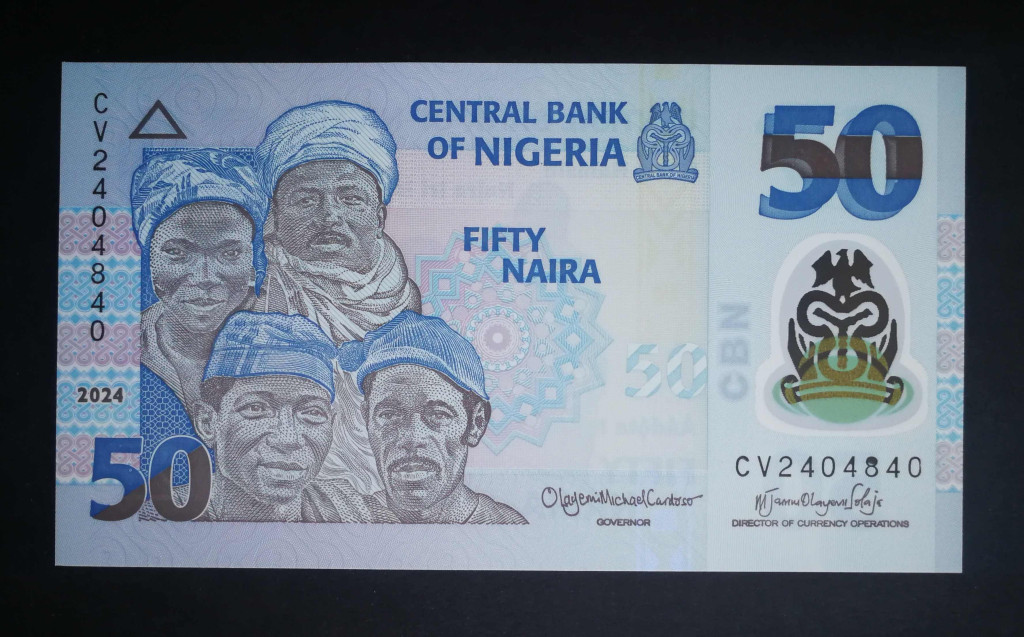 CV2404840
CENTRAL BANK
OF NIGERIA
CENTRAL BANK OF NIGERIA
50
FIFTY
NAIRA
50
CBN
2024
50
CV2404840
OlayemiMichaelCardoso
GOVERNOR
DIRECTOR OF CURRENCY OPERATIONS